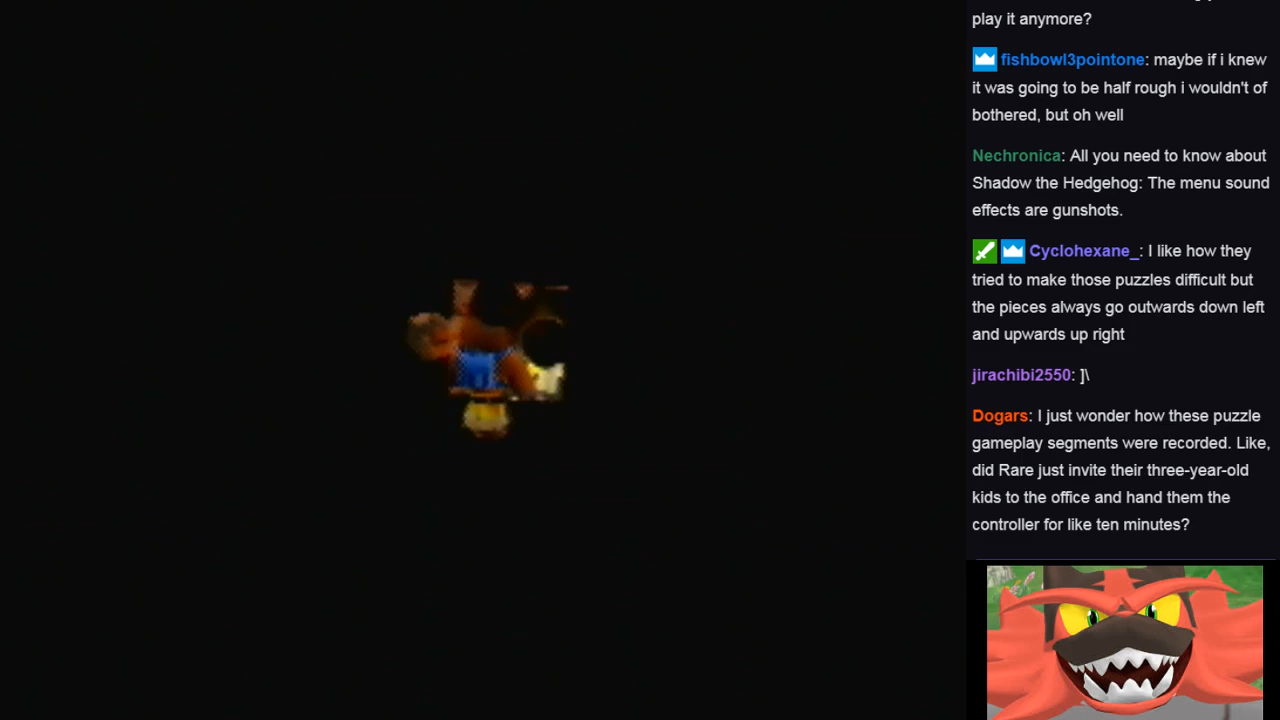 play it anymore?
fishbowl3pointone: maybe if i knew
it was going to be half rough i wouldn't of
bothered, but oh well
Nechronica: All you need to know about
Shadow the Hedgehog: The menu sound
effects are gunshots.
Cyclohexane_: I like how they
tried to make those puzzles difficult but
the pieces always go outwards down left
and upwards up right
jirachibi2550: ]\
Dogars: I just wonder how these puzzle
gameplay segments were recorded. Like,
did Rare just invite their three-year-old
kids to the office and hand them the
controller for like ten minutes?